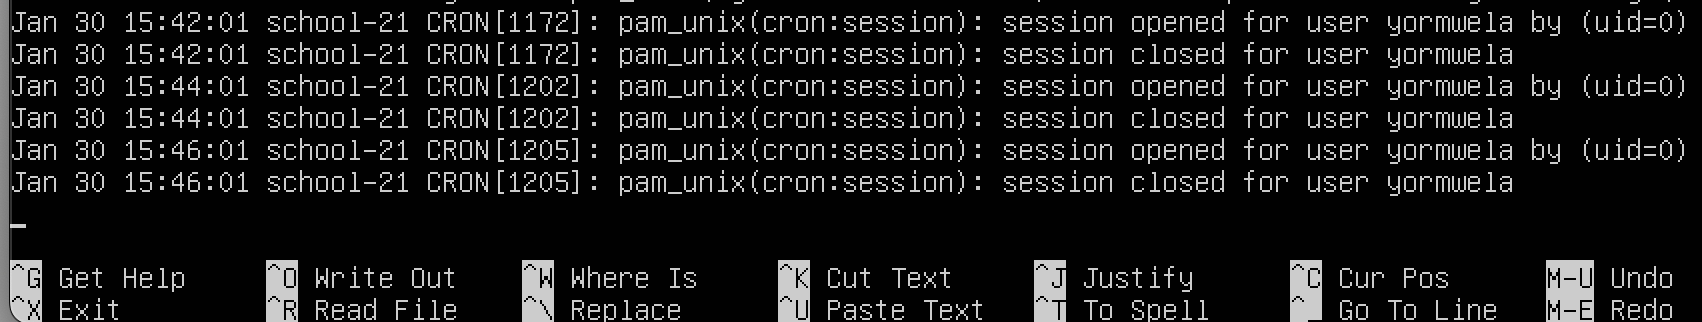 Jan 30 15:42:01 school-21 CRON[1172]: pam_unix(cron:session): session opened for user yormwela by (uid=0)
Jan 30 15:42:01 school-21 CRON[1172]: pam_unix(cron:session): session closed for user yormwela
Jan 30 15:44:01 school-21 CRON[1202]: pam_unix(cron:session): session opened for user yormwela by (uid=0)
Jan 30 15:44:01 school-21 CRON[1202]: pam_unix(cron:session): session closed for user yormwela
Jan 30 15:46:01 school-21 CRON[1205]: pam_unix(cron:session): session opened for user yormwela by (uid=0)
Jan 30 15:46:01 school-21 CRON[1205]: pam_unix(cron:session): session closed for user yormwela
^G Get Help ^O Write Out ^W Where Is ^K Cut Text ^J Justify ^C Cur Pos M-U Undo
^X Exit ^R Read File ^\ Replace ^U Paste Text ^T To Spell ^_ Go To Line M-E Redo